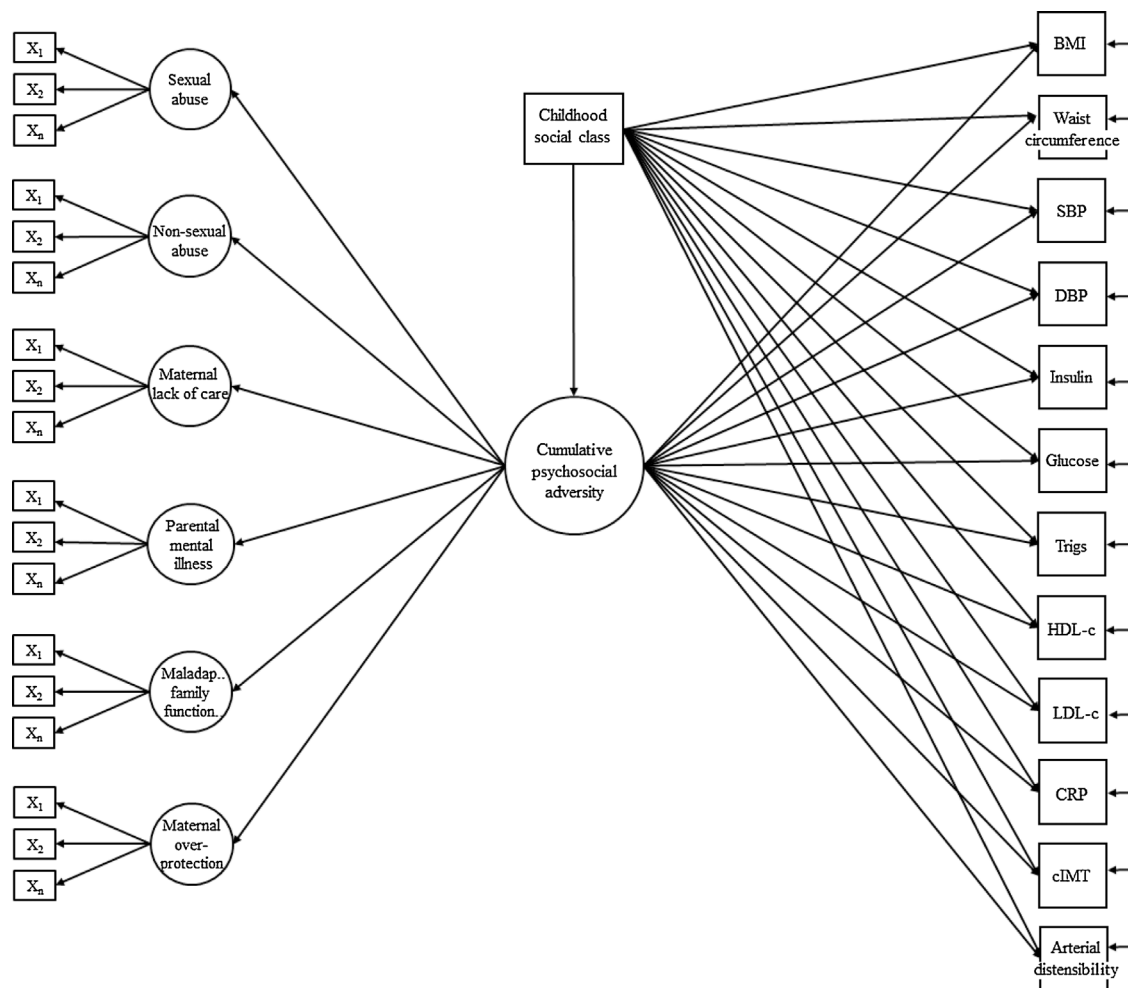 X1
X2
Xn
Sexual
abuse
X1
X2
Xn
Non-sexual
abuse
X1
X2
Xn
Maternal
lack of care
X1
X2
Xn
Parental
mental
illness
X1
X2
Xn
Maladap..
family
function..
X1
X2
Xn
Maternal
over-
protection
Childhood
social class
Cumulative
psychosocial
adversity
BMI
Waist
circumference
SBP
DBP
Insulin
Glucose
Trigs
HDL-c
LDL-c
CRP
cIMT
Arterial
distensibility